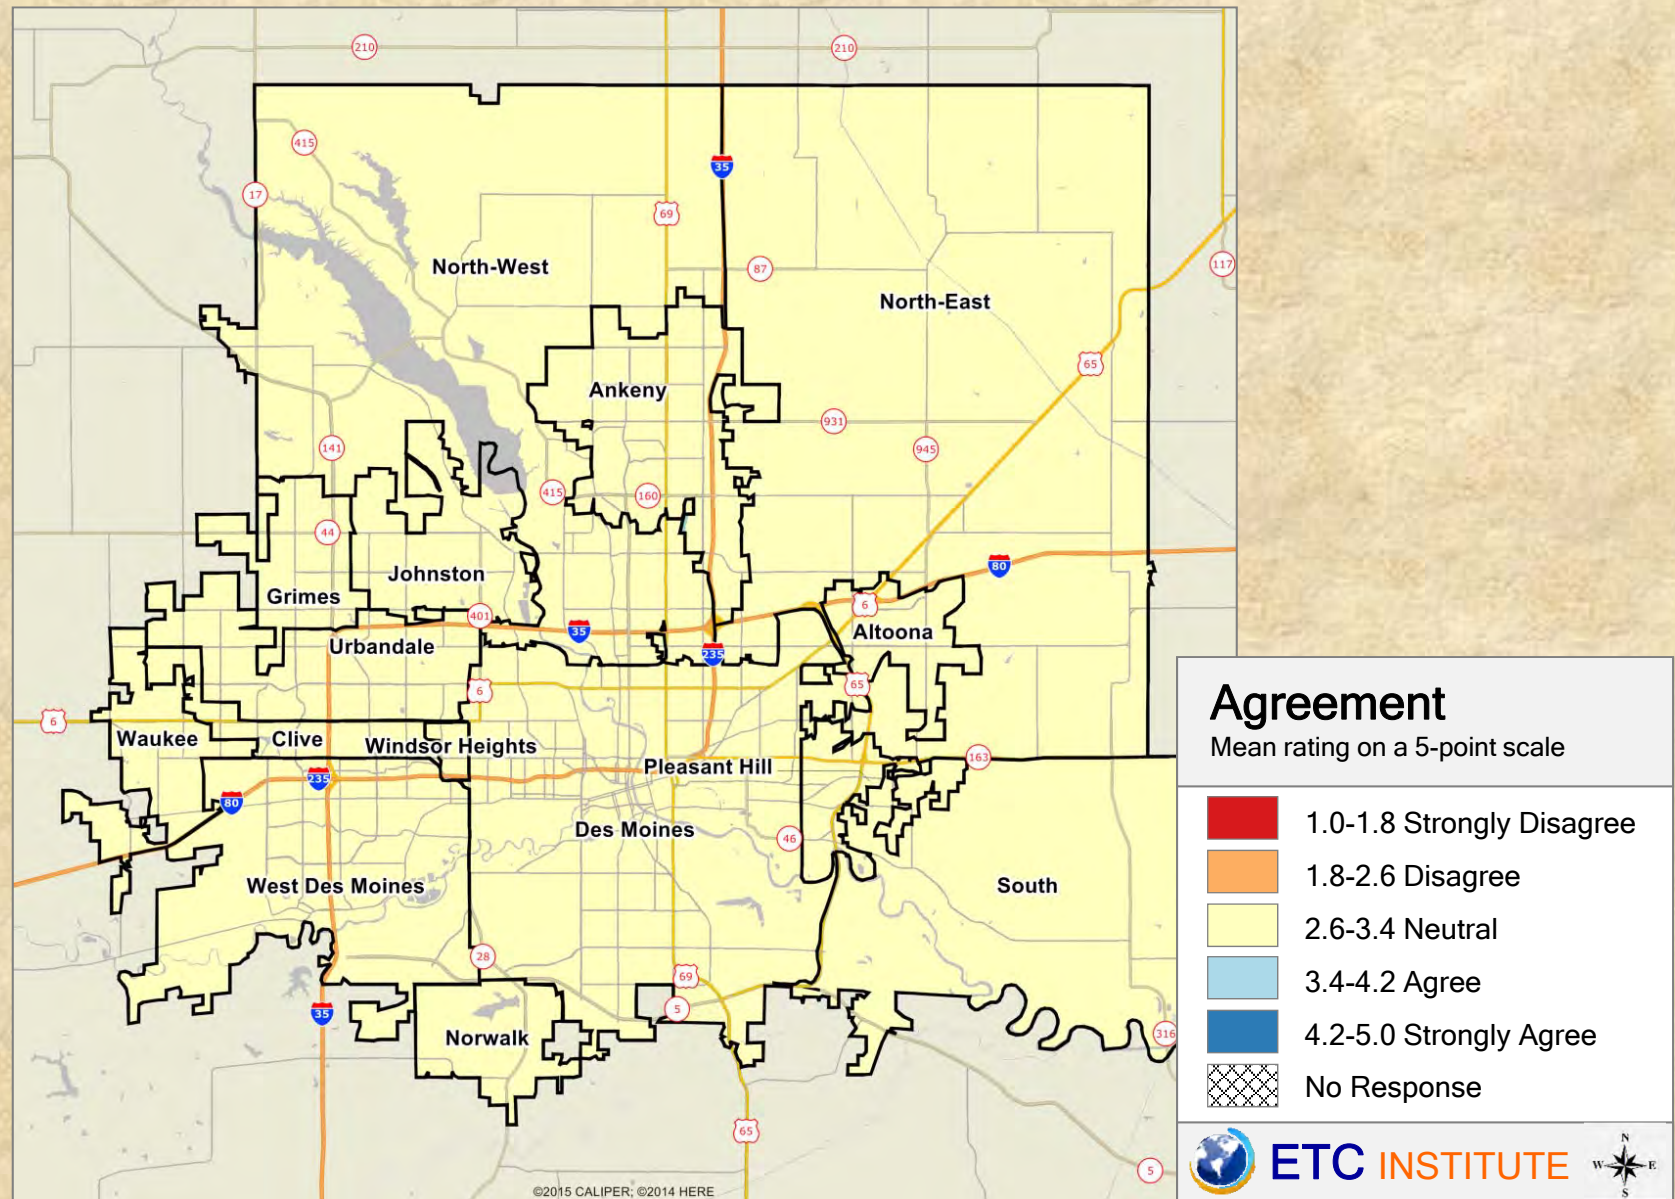 210
210
415
35
17
69
117
North-West
87
North-East
65
Ankeny
931
141
945
415
160
44
80
Johnston
Grimes
6
401
35
Altoona
Urbandale
235
65
6
6
Waukee
Clive
Windsor Heights
163
Pleasant Hill
235
80
Des Moines
46
West Des Moines
South
28
69
5
35
316
Norwalk
65
5
©2015 CALIPER; ©2014 HERE
Agreement
Mean rating on a 5-point scale
1.0-1.8 Strongly Disagree
1.8-2.6 Disagree
2.6-3.4 Neutral
3.4-4.2 Agree
4.2-5.0 Strongly Agree
No Response
ETC INSTITUTE
N
W E
S